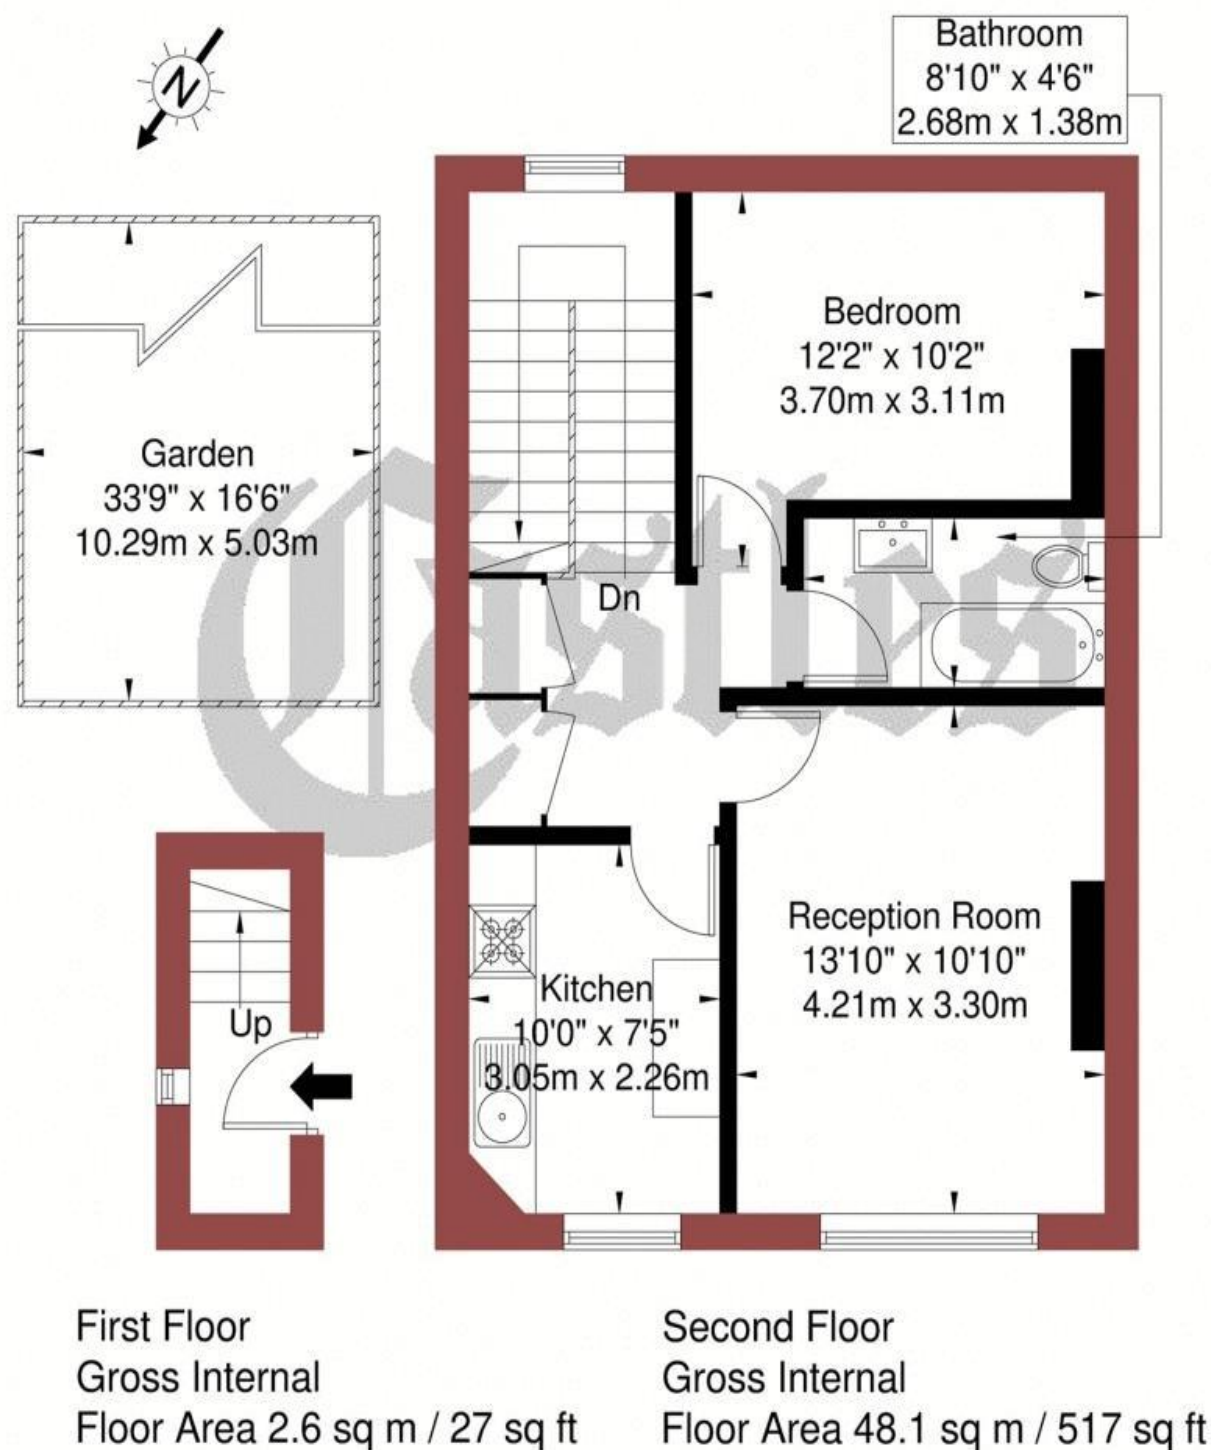 N
Bathroom
8'10" x 4'6"
2.68m x 1.38m
Bedroom
12'2" x 10'2"
3.70m x 3.11m
Garden
33'9" x 16'6"
10.29m x 5.03m
Castles
Dn
Reception Room
13'10" x 10'10"
4.21m x 3.30m
Kitchen
10'0" x 7'5"
3.05m x 2.26m
Up
First Floor
Gross Internal
Floor Area 2.6 sq m / 27 sq ft
Second Floor
Gross Internal
Floor Area 48.1 sq m / 517 sq ft